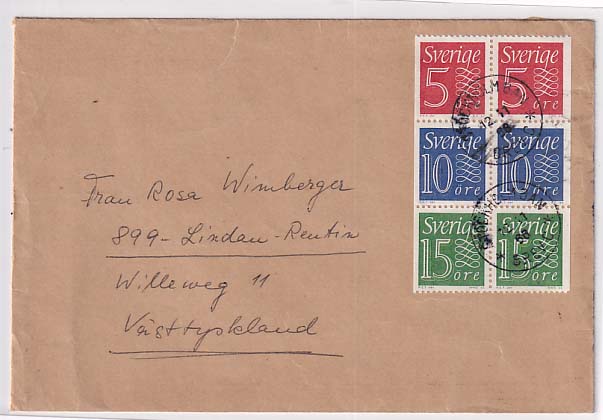 Sverige Sverige
5 5
öre
Sverige Sverige
10 10
öre öre
Sverige Sverige
15 15
öre öre
Frau Rosa Wimberger
899-Lindau-Reutin
Willeweg 11
Västtyskland